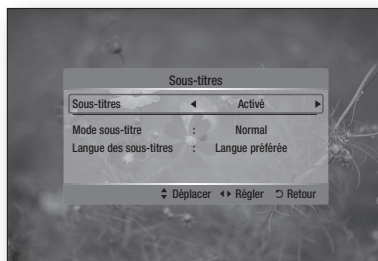 Sous-titres
Sous-titres ◀ Activé ▶
Mode sous-titre : Normal
Langue des sous-titres : Langue préférée
Déplacer Régler Retour